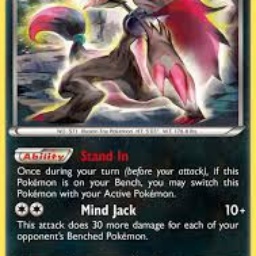 Ability Stand In
Once during your turn (before your attack), if this
Pokémon is on your Bench, you may switch this
Pokémon with your Active Pokémon.
Mind Jack 10+
This attack does 30 more damage for each of your
opponent's Benched Pokémon.